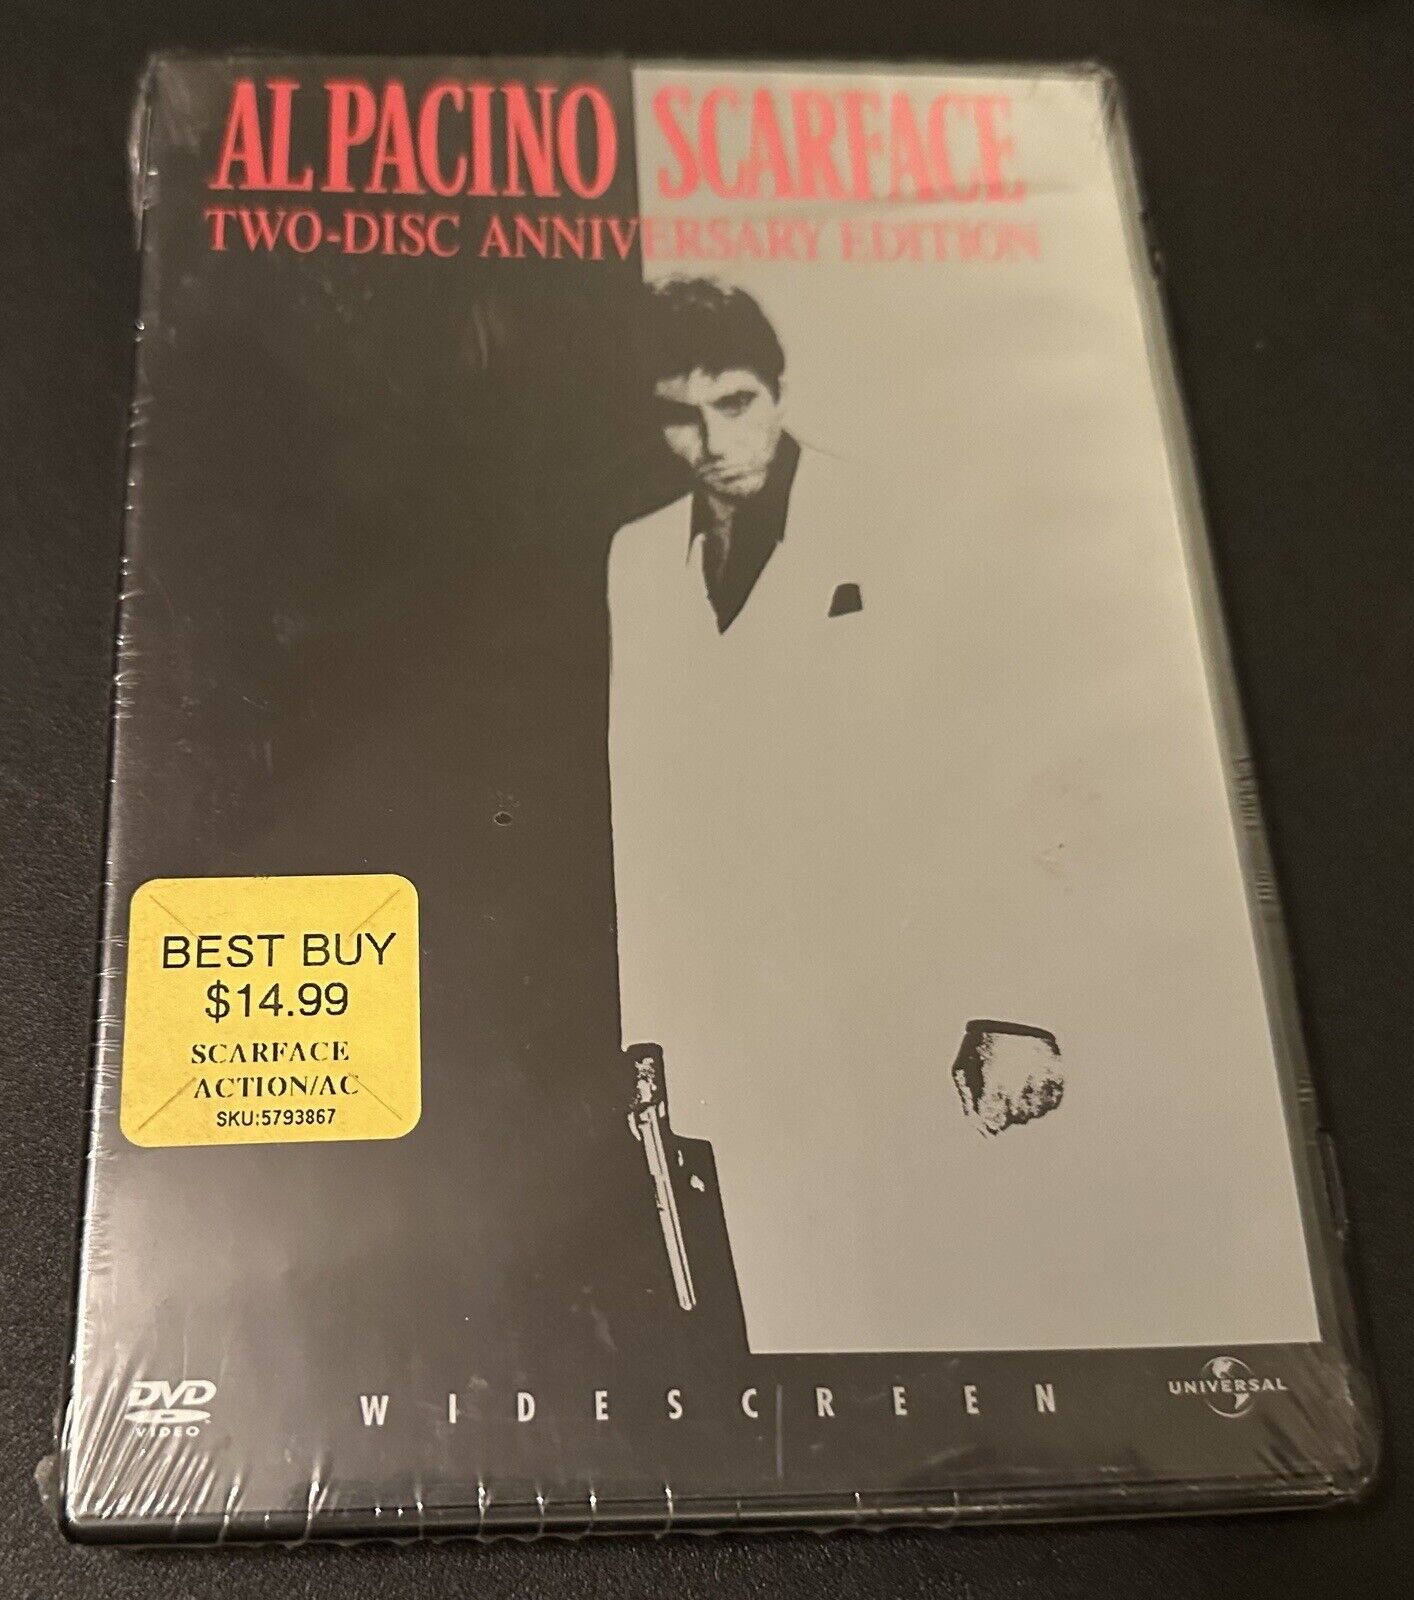 AL PACINO SCARFACE
TWO-DISC ANNIVERSARY EDITION
BEST BUY
$14.99
SCARFACE
ACTION/AC
SKU:5793867
DVD
VIDEO
WIDESCREEN
UNIVERSAL